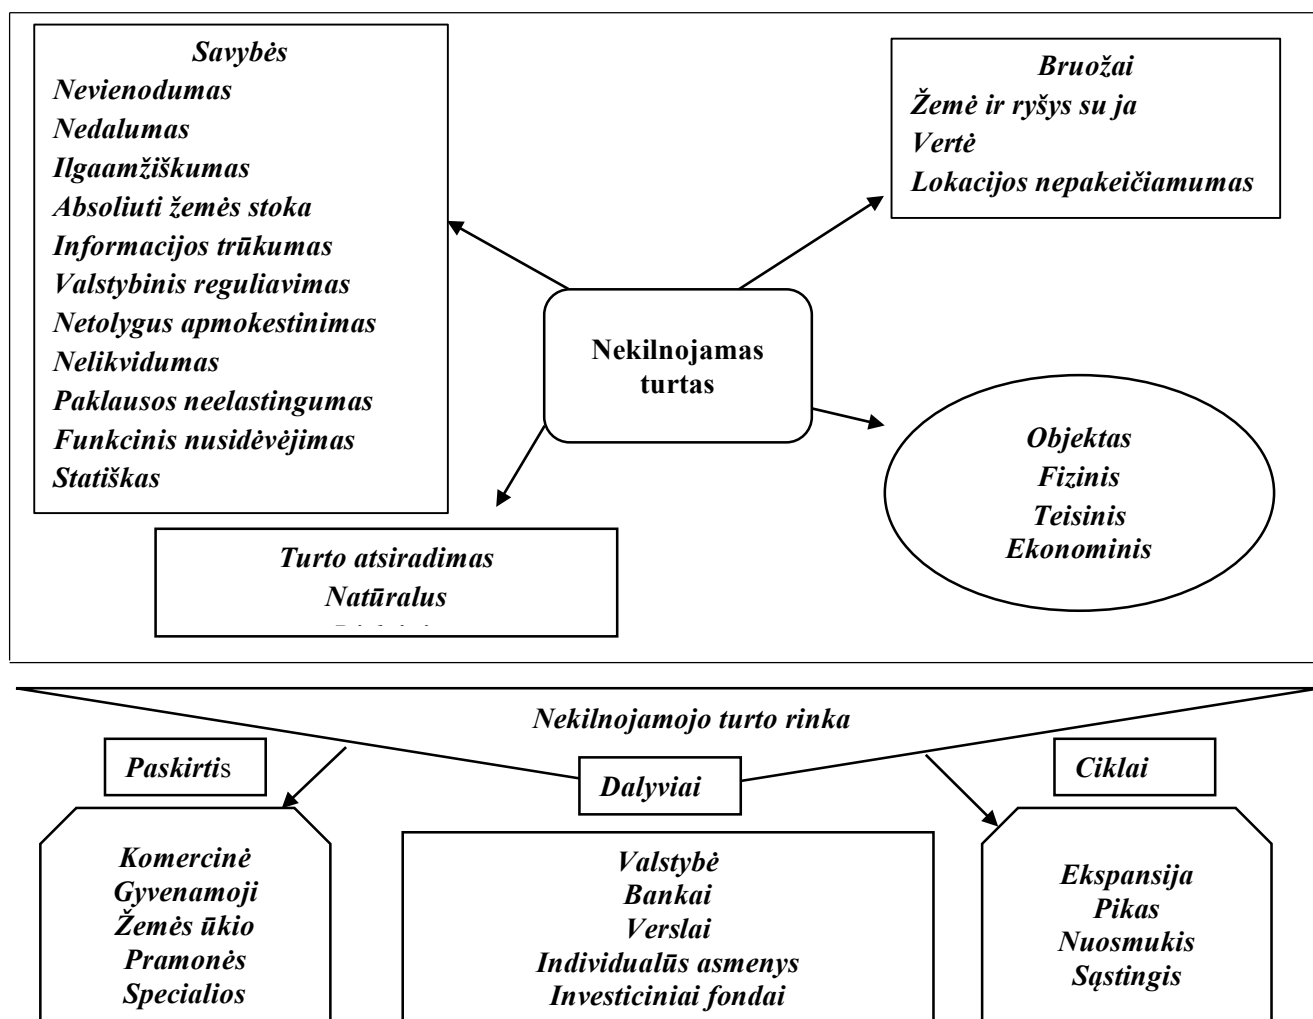 Savybės
Nevienodumas
Nedalumas
Ilgaamžiškumas
Absoliuti žemės stoka
Informacijos trūkumas
Valstybinis reguliavimas
Netolygus apmokestinimas
Nelikvidumas
Paklausos neelastingumas
Funkcinis nusidėvėjimas
Statiškas
Bruožai
Žemė ir ryšys su ja
Vertė
Lokacijos nepakeičiamumas
Nekilnojamas
turtas
Objektas
Fizinis
Teisinis
Ekonominis
Turto atsiradimas
Natūralus
Nekilnojamojo turto rinka
Paskirtis
Dalyviai
Ciklai
Komercinė
Gyvenamoji
Žemės ūkio
Pramonės
Specialios
Valstybė
Bankai
Verslai
Individualūs asmenys
Investiciniai fondai
Ekspansija
Pikas
Nuosmukis
Sąstingis